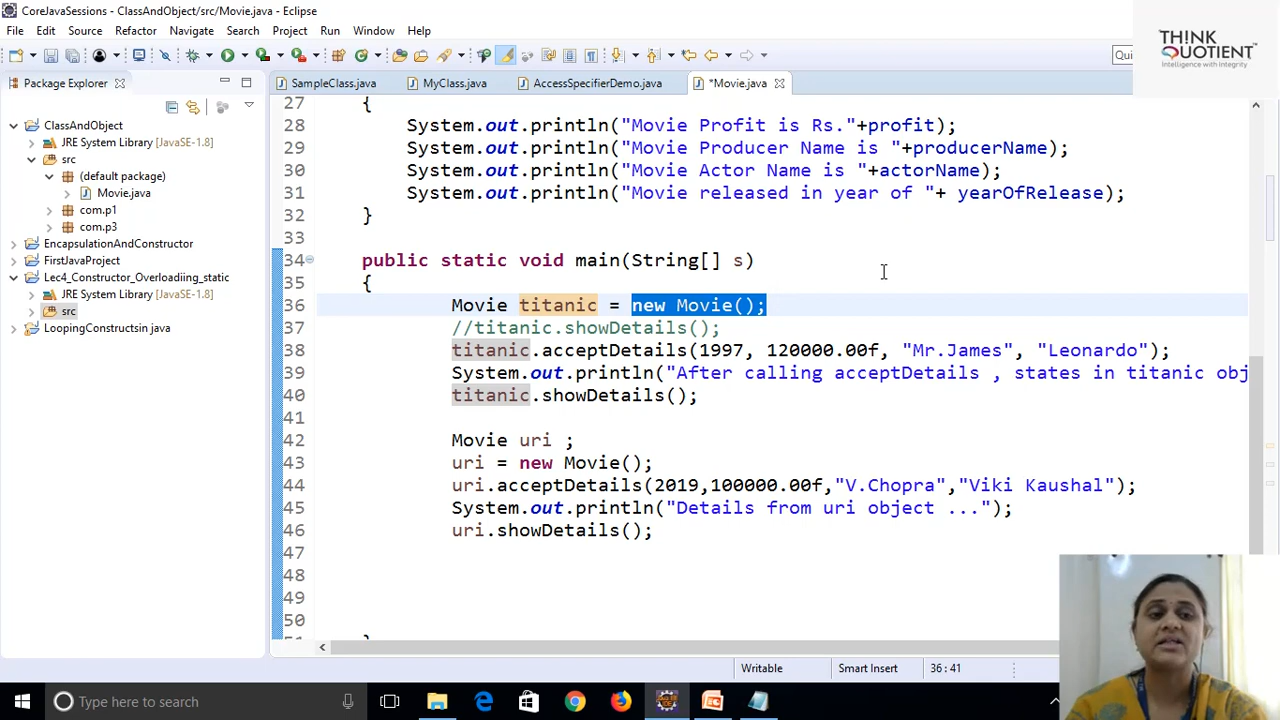 CoreJavaSessions - ClassAndObject/src/Movie.java - Eclipse
File Edit Source Refactor Navigate Search Project Run Window Help
THINK
QUOTIENT
Intelligence with Integrity
Qui
Package Explorer
SampleClass.java MyClass.java AccessSpecifierDemo.java *Movie.java
ClassAndObject
JRE System Library [JavaSE-1.8]
src
(default package)
Movie.java
com.p1
com.p3
EncapsulationAndConstructor
FirstJavaProject
Lec4_Constructor_Overloadiing_static
JRE System Library [JavaSE-1.8]
src
LoopingConstructsin java
27 {
28 System.out.println("Movie Profit is Rs."+profit);
29 System.out.println("Movie Producer Name is "+producerName);
30 System.out.println("Movie Actor Name is "+actorName);
31 System.out.println("Movie released in year of "+ yearOfRelease);
32 }
33
34 public static void main(String[] s)
35 {
36 Movie titanic = new Movie();
37 //titanic.showDetails();
38 titanic.acceptDetails(1997, 120000.00f, "Mr.James", "Leonardo");
39 System.out.println("After calling acceptDetails , states in titanic obj
40 titanic.showDetails();
41
42 Movie uri ;
43 uri = new Movie();
44 uri.acceptDetails(2019,100000.00f,"V.Chopra","Viki Kaushal");
45 System.out.println("Details from uri object ...");
46 uri.showDetails();
47
48
49
50
Writable Smart Insert 36 : 41
Type here to search